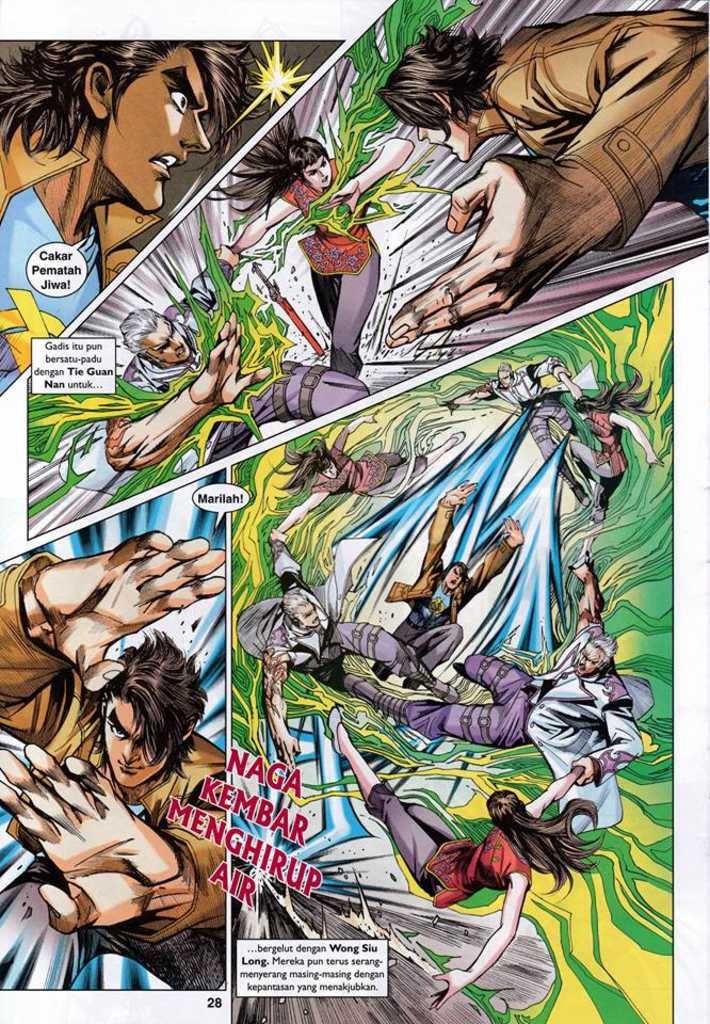 Cakar
Pematah
Jiwa!
Gadis itu pun
bersatu-padu
dengan Tie Guan
Nan untuk...
Marilah!
NAGA
KEMBAR
MENGHIRUP
AIR
...bergelut dengan Wong Siu
Long. Mereka pun terus serang-
menyerang masing-masing dengan
kepantasan yang menakjubkan.
28